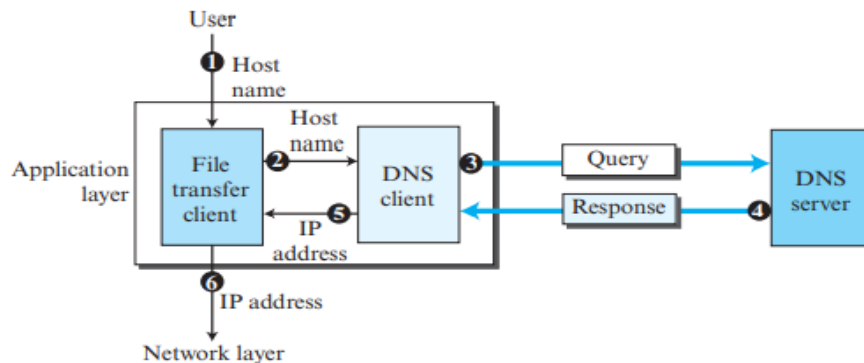 User
1
Host
name
Application
layer
File
transfer
client
Host
name
2
DNS
client
3
Query
DNS
server
Response
4
5
IP
address
6
IP address
Network layer